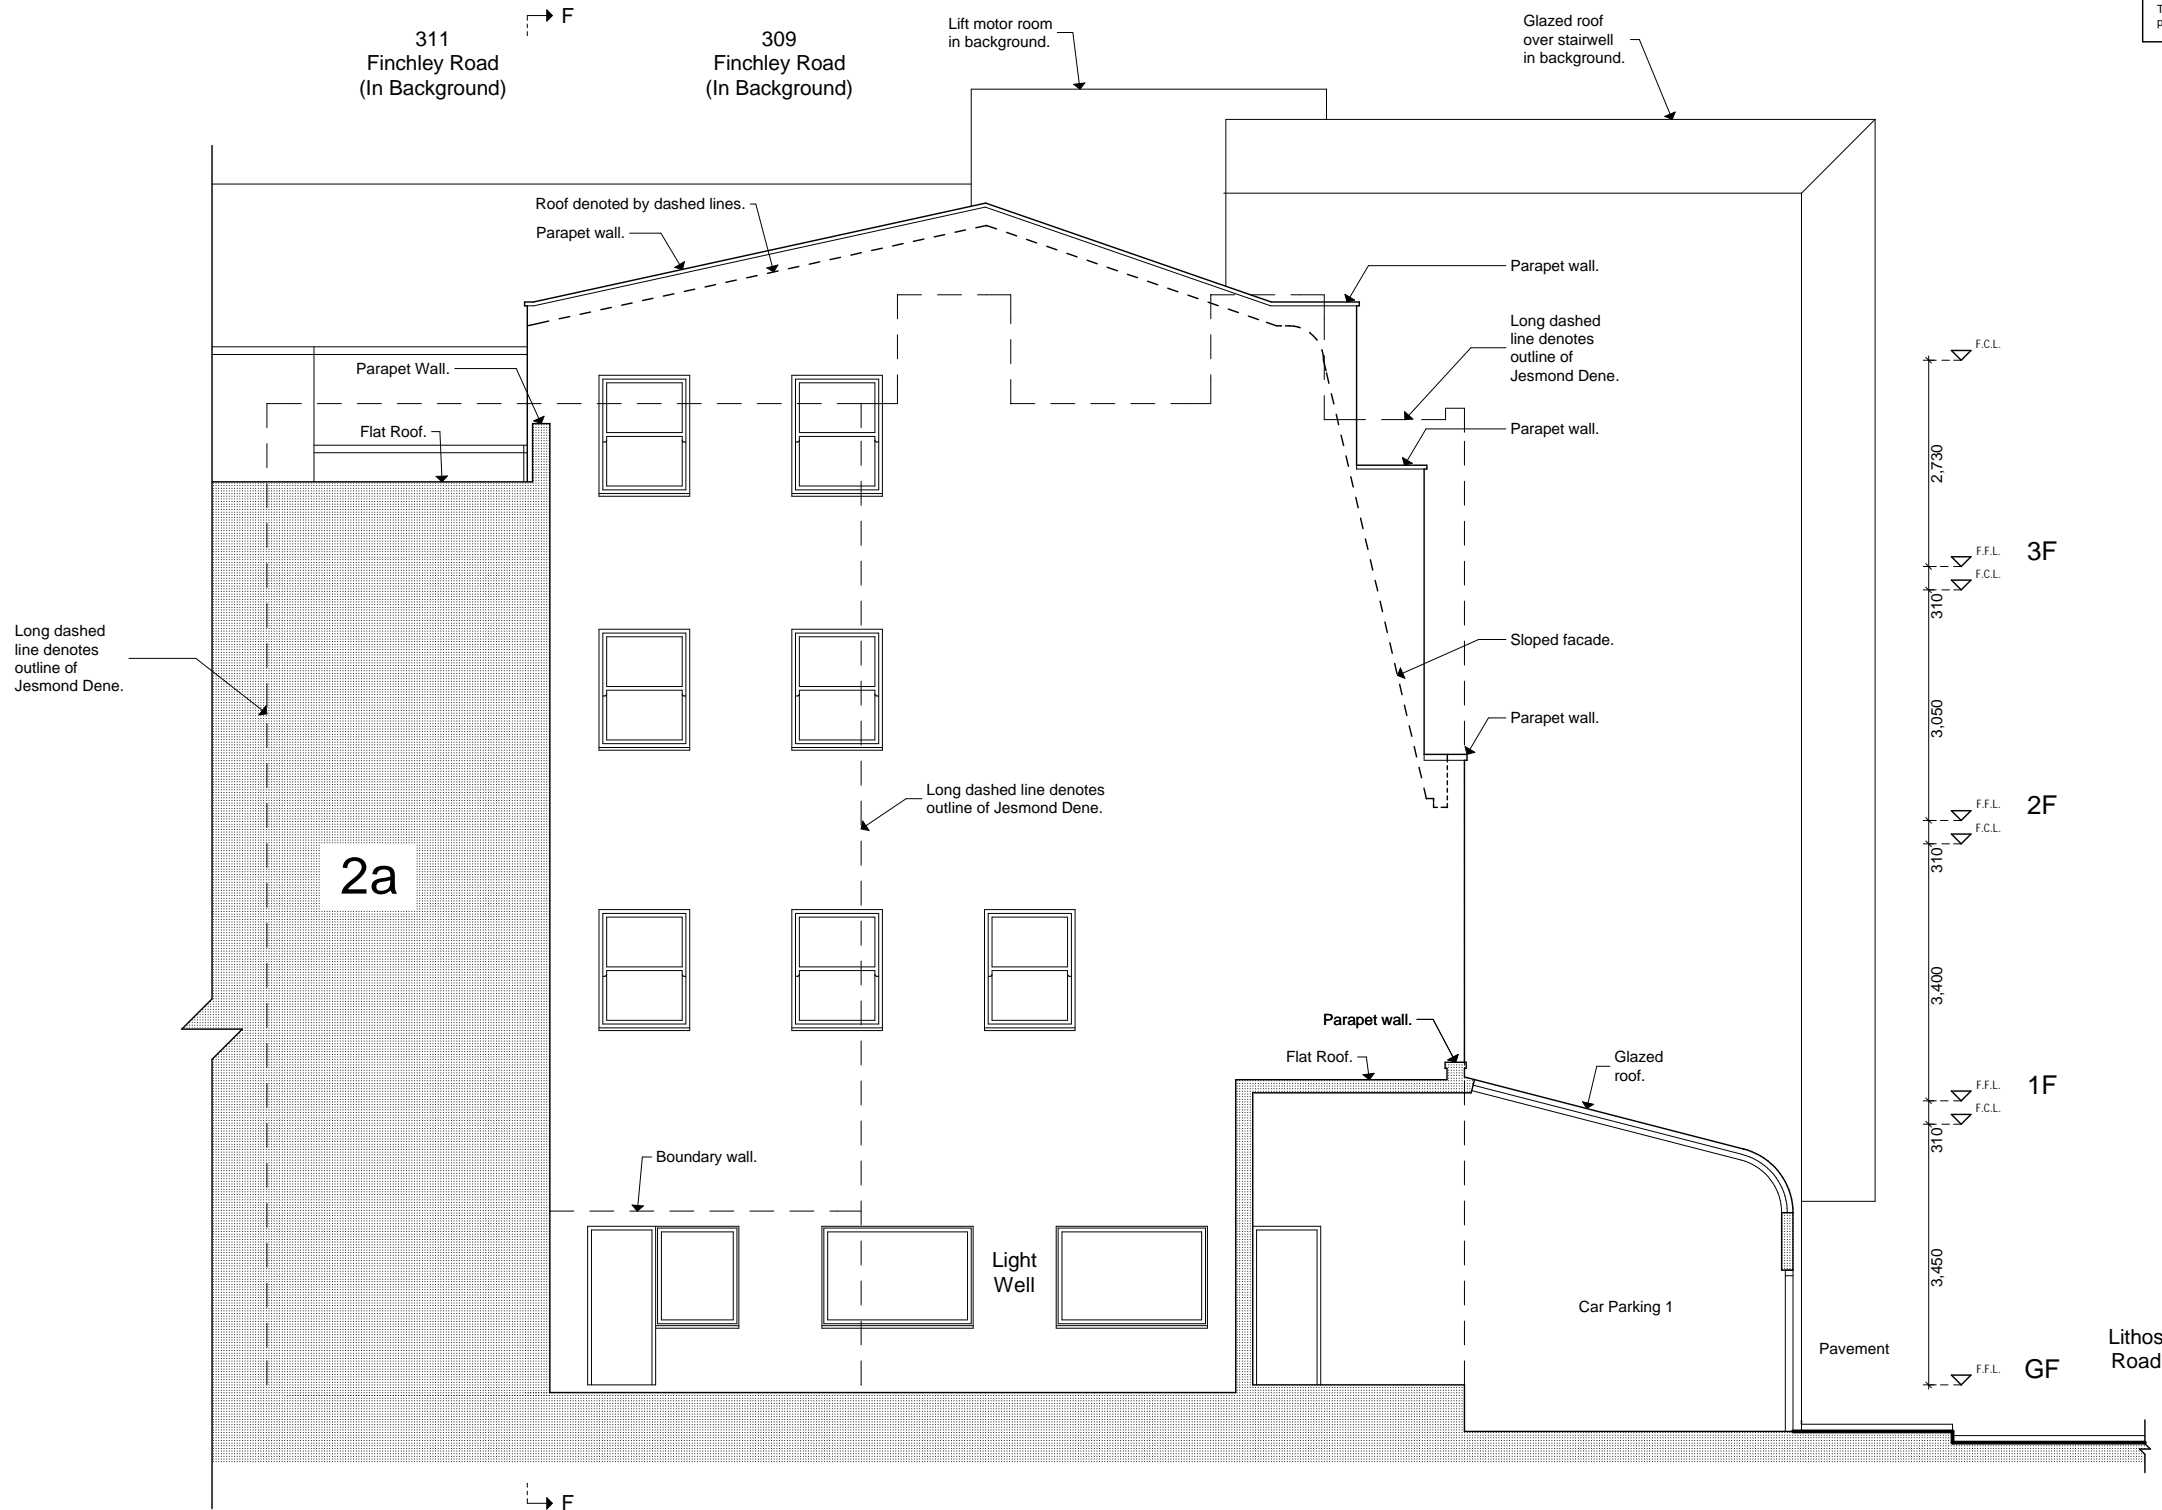 F
311
Finchley Road
(In Background)
309
Finchley Road
(In Background)
Lift motor room
in background.
Glazed roof
over stairwell
in background.
Roof denoted by dashed lines.
Parapet wall.
Parapet wall.
Long dashed
line denotes
outline of
Jesmond Dene.
F.C.L.
Parapet Wall.
Flat Roof.
Parapet wall.
2,730
F.F.L.
3F
F.C.L.
310
Long dashed
line denotes
outline of
Jesmond Dene.
Sloped facade.
Parapet wall.
3,050
Long dashed line denotes
outline of Jesmond Dene.
F.F.L.
2F
F.C.L.
310
2a
3,400
Parapet wall.
Flat Roof.
Glazed
roof.
F.F.L.
1F
F.C.L.
310
Boundary wall.
Light
Well
3,450
Car Parking 1
Pavement
Lithos
Road
F.F.L.
GF
F